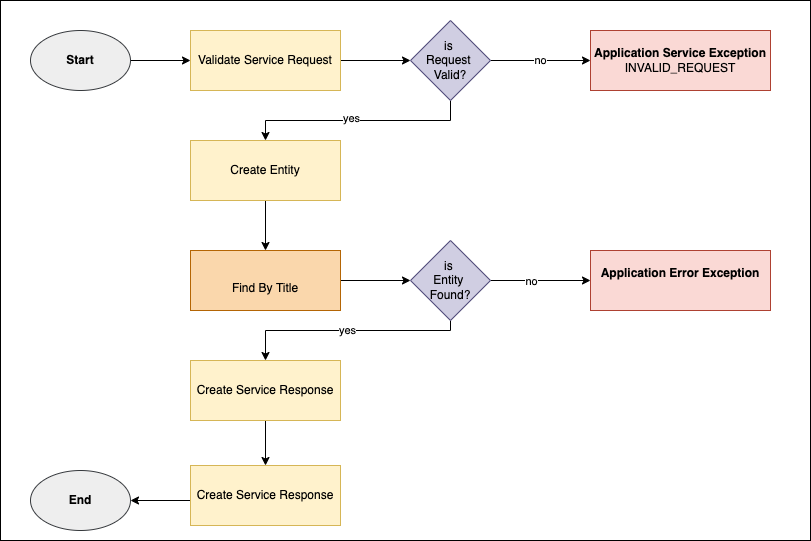 Start
Validate Service Request
is
Request
Valid?
no
Application Service Exception
INVALID_REQUEST
yes
Create Entity
Find By Title
is
Entity
Found?
no
Application Error Exception
yes
Create Service Response
Create Service Response
End